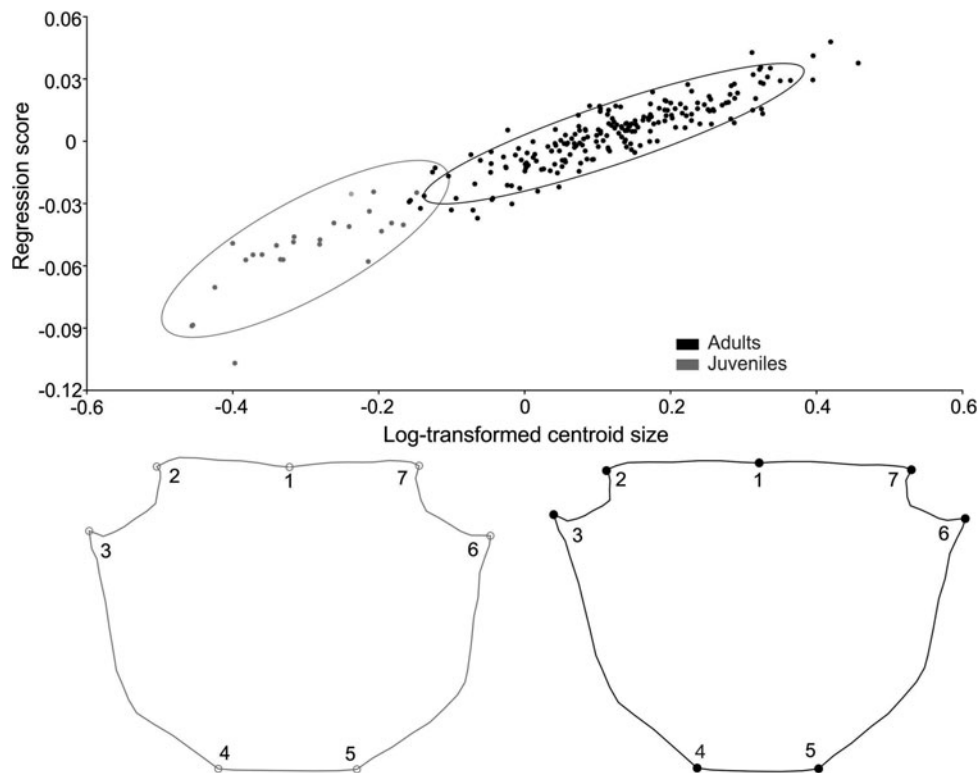 0.06
0.03
0
-0.03
-0.06
-0.09
-0.12
Regression score
Adults
Juveniles
-0.6 -0.4 -0.2 0 0.2 0.4 0.6
Log-transformed centroid size
2 1 7
3 6
4 5
2 1 7
3 6
4 5